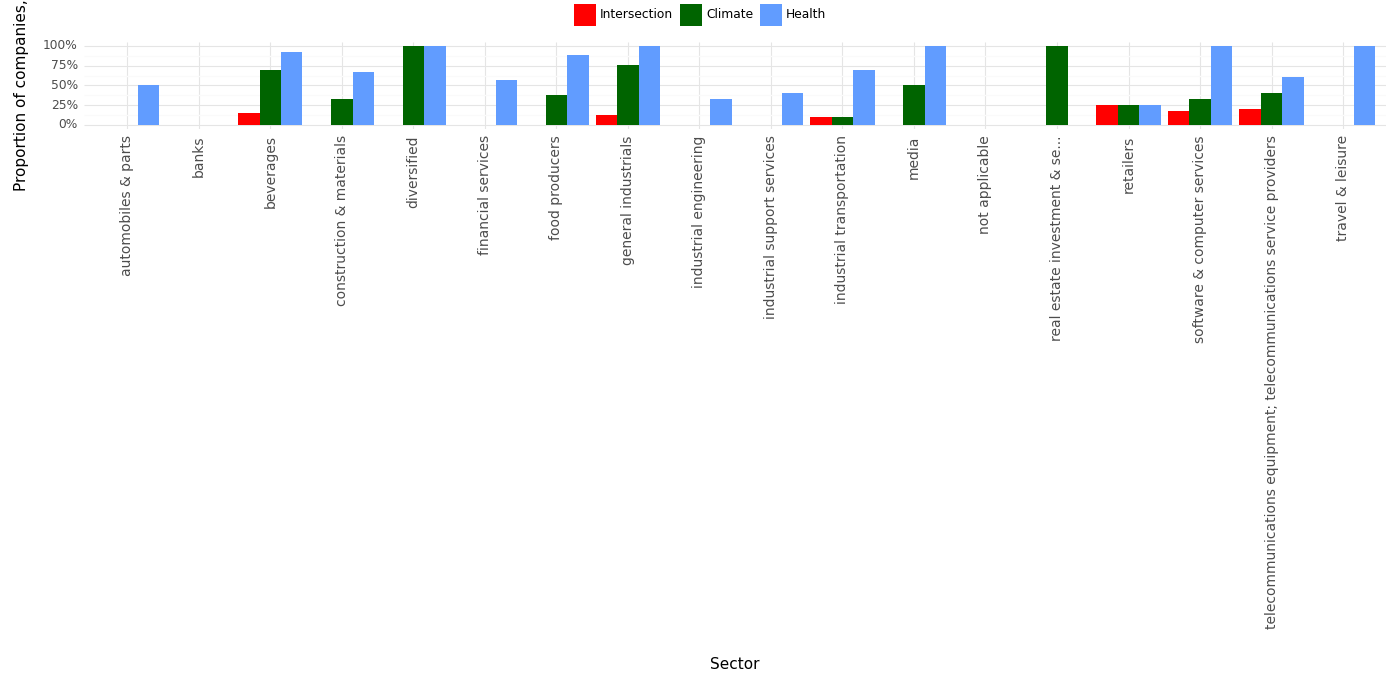 Intersection Climate Health
Proportion of companies,
100%
75%
50%
25%
0%
automobiles & parts
banks
beverages
construction & materials
diversified
financial services
food producers
general industrials
industrial engineering
industrial support services
industrial transportation
media
not applicable
real estate investment & se...
retailers
software & computer services
telecommunications equipment; telecommunications service providers
travel & leisure
Sector